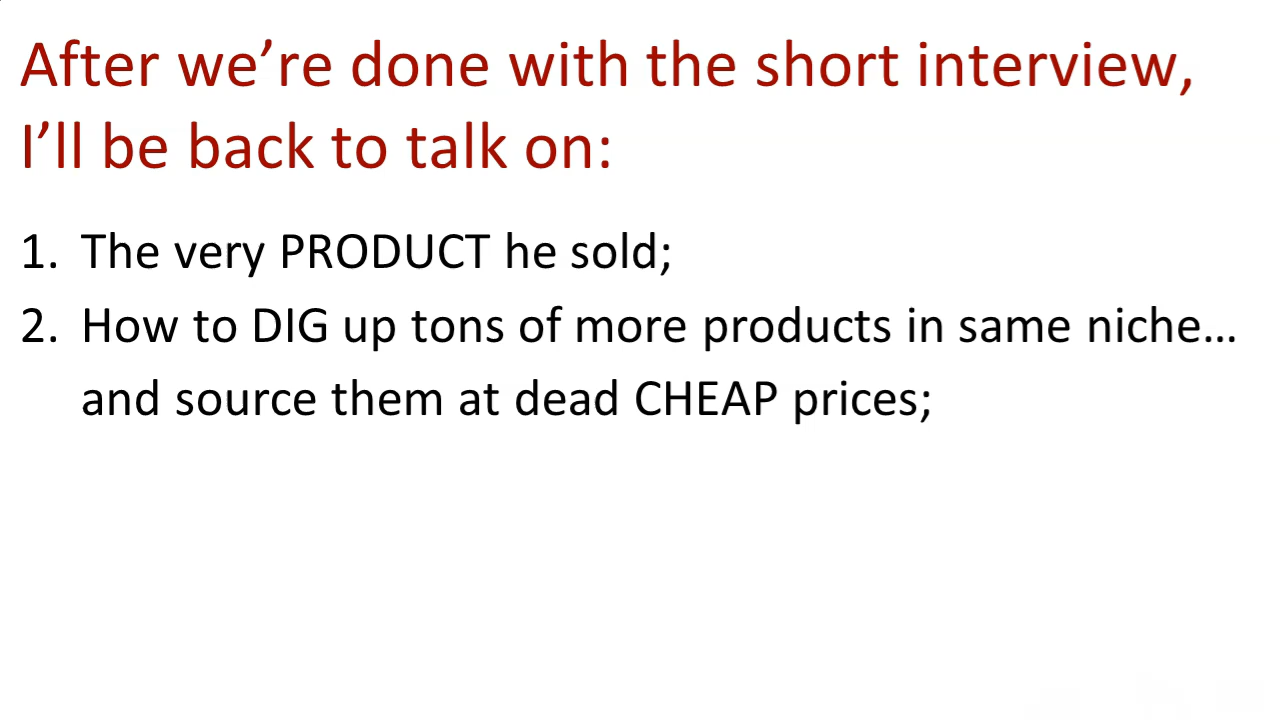 After we’re done with the short interview,
I’ll be back to talk on:
1. The very PRODUCT he sold;
2. How to DIG up tons of more products in same niche…
and source them at dead CHEAP prices;